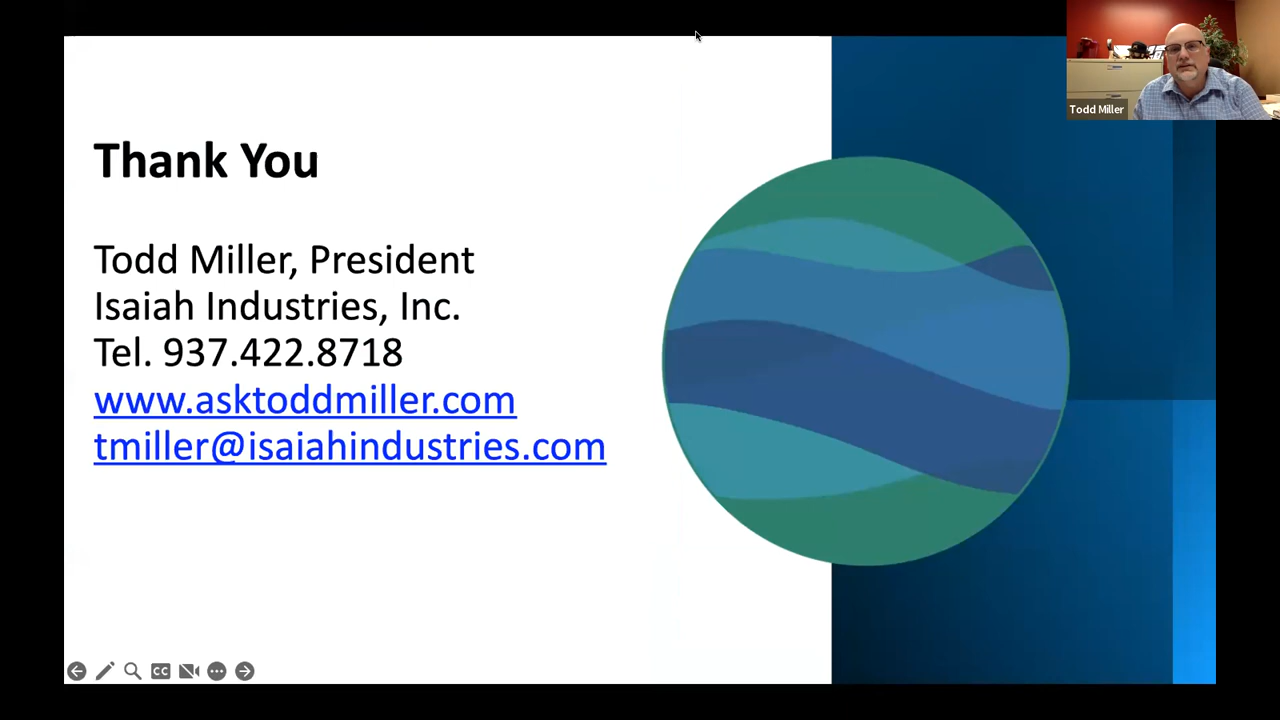 Thank You
Todd Miller, President
Isaiah Industries, Inc.
Tel. 937.422.8718
www.asktoddmiller.com
tmiller@isaiahindustries.com
Todd Miller
CC